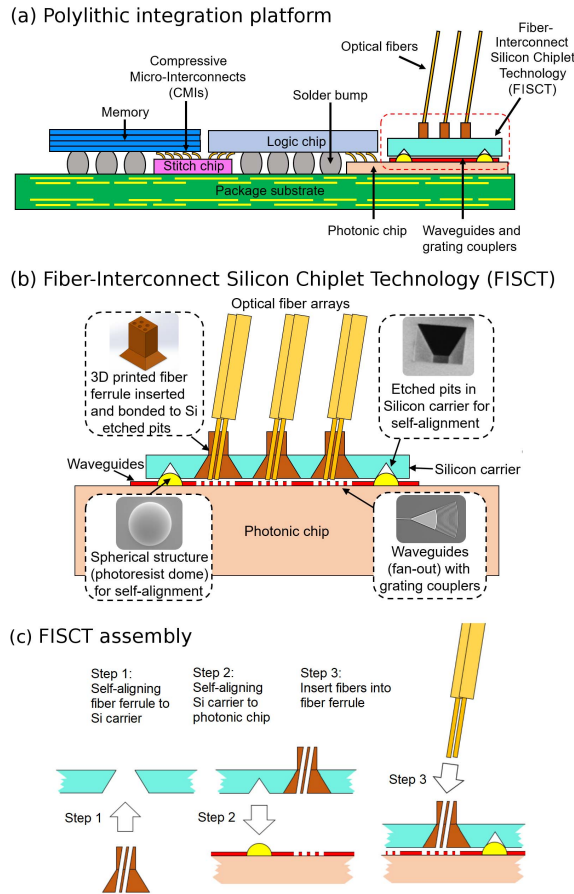 (a) Polylithic integration platform
Fiber-
Interconnect
Silicon Chiplet
Technology
(FISCT)
Optical fibers
Compressive
Micro-Interconnects
(CMIs)
Solder bump
Memory
Logic chip
Stitch chip
Package substrate
Photonic chip
Waveguides and
grating couplers
(b) Fiber-Interconnect Silicon Chiplet Technology (FISCT)
Optical fiber arrays
3D printed fiber
ferrule inserted
and bonded to Si
etched pits
Etched pits in
Silicon carrier for
self-alignment
Waveguides
Silicon carrier
Photonic chip
Spherical structure
(photoresist dome)
for self-alignment
Waveguides
(fan-out) with
grating couplers
(c) FISCT assembly
Step 1:
Self-aligning
fiber ferrule to
Si carrier
Step 2:
Self-aligning
Si carrier to
photonic chip
Step 3:
Insert fibers into
fiber ferrule
Step 1
Step 2
Step 3